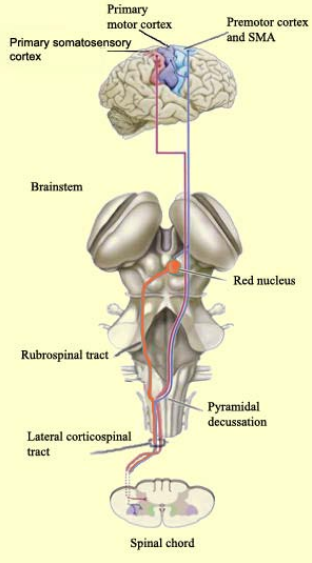 Primary
motor cortex
Premotor cortex
and SMA
Primary somatosensory
cortex
Brainstem
Red nucleus
Rubrospinal tract
Pyramidal
decussation
Lateral corticospinal
tract
Spinal chord